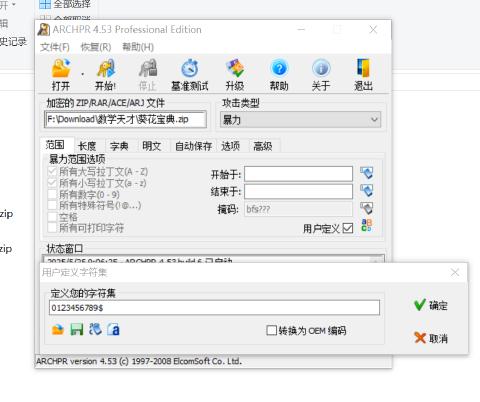 全部选择
全部取消
辑
史记录
ARCHPR 4.53 Professional Edition
文件(F) 恢复(R) 帮助(H)
打开 开始! 停止 基准测试 升级 帮助 关于 退出
加密的 ZIP/RAR/ACE/ARJ 文件 攻击类型
F:\Download\数学天才\葵花宝典.zip 暴力
范围 长度 字典 明文 自动保存 选项 高级
暴力范围选项
所有大写拉丁文(A - Z) 开始于:
所有小写拉丁文(a - z)
所有数字(0 - 9) 结束于:
所有特殊符号(!@...) 掩码: bfs???
空格
所有可打印字符 用户定义
zip
zip
状态窗口
2025/5/25 9:06:25 - ARCHPR 4.53 build 6 已启动
用户定义字符集
定义您的字符集
0123456789$ 确定
转换为 OEM 编码 取消
ARCHPR version 4.53 (c) 1997-2008 ElcomSoft Co. Ltd.